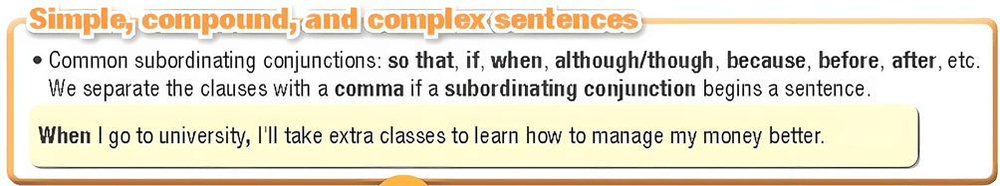 Simple, compound, and complex sentences
• Common subordinating conjunctions: so that, if, when, although/though, because, before, after, etc.
We separate the clauses with a comma if a subordinating conjunction begins a sentence.
When I go to university, I'll take extra classes to learn how to manage my money better.